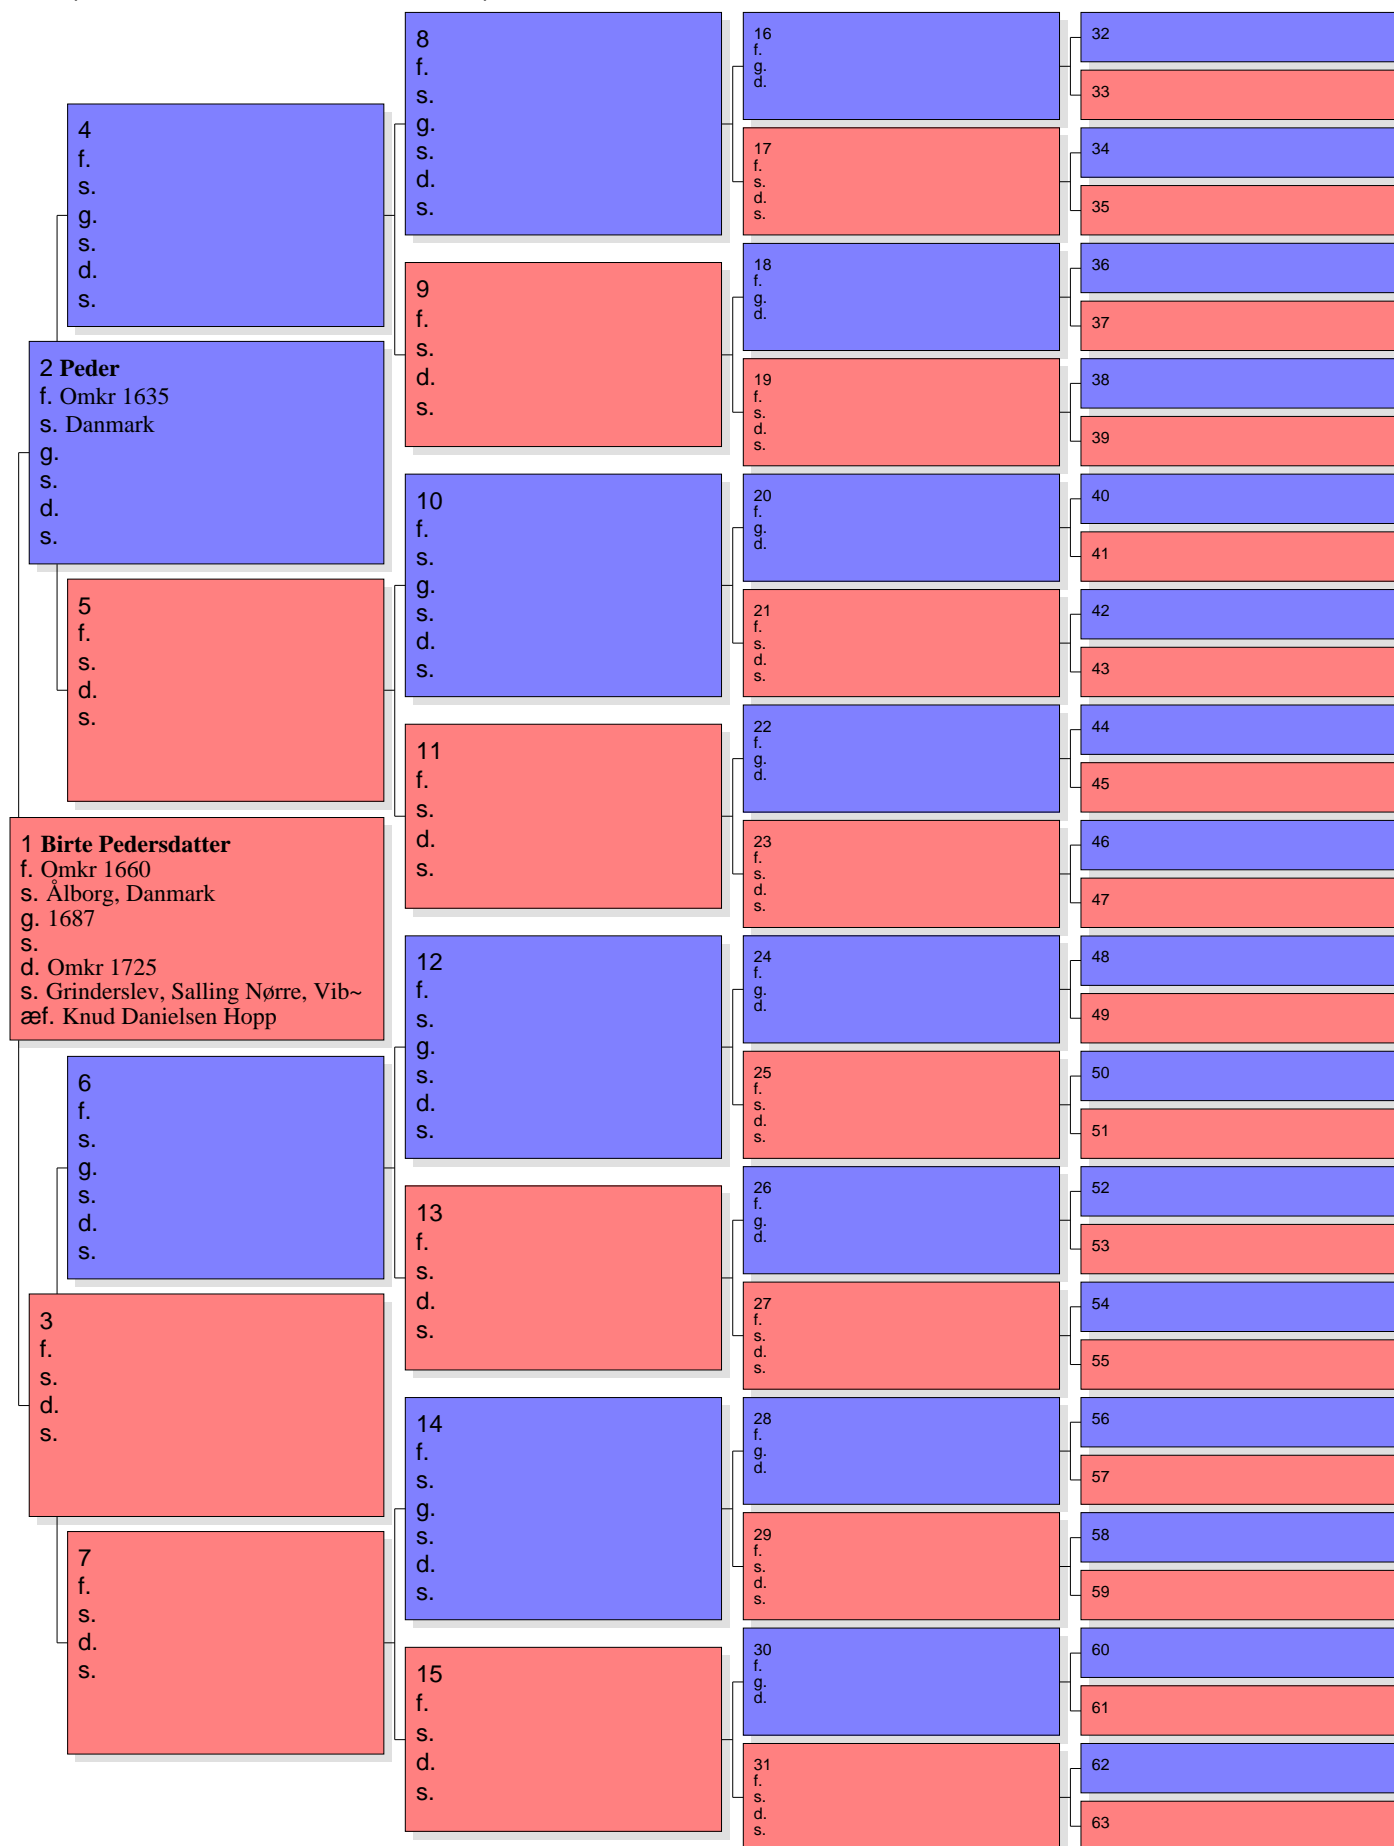 8
f.
s.
g.
s.
d.
s.
16
f.
g.
d.
32
33
17
f.
s.
d.
s.
34
35
4
f.
s.
g.
s.
d.
s.
9
f.
s.
d.
s.
18
f.
g.
d.
36
37
19
f.
s.
d.
s.
38
39
2 Peder
f. Omkr 1635
s. Danmark
g.
s.
d.
s.
10
f.
s.
g.
s.
d.
s.
20
f.
g.
d.
40
41
21
f.
s.
d.
s.
42
43
5
f.
s.
d.
s.
11
f.
s.
d.
s.
22
f.
g.
d.
44
45
23
f.
s.
d.
s.
46
47
1 Birte Pedersdatter
f. Omkr 1660
s. Ålborg, Danmark
g. 1687
s.
d. Omkr 1725
s. Grinderslev, Salling Nørre, Vib~
æf. Knud Danielsen Hopp
12
f.
s.
g.
s.
d.
s.
24
f.
g.
d.
48
49
25
f.
s.
d.
s.
50
51
6
f.
s.
g.
s.
d.
s.
13
f.
s.
d.
s.
26
f.
g.
d.
52
53
27
f.
s.
d.
s.
54
55
3
f.
s.
d.
s.
14
f.
s.
g.
s.
d.
s.
28
f.
g.
d.
56
57
29
f.
s.
d.
s.
58
59
7
f.
s.
d.
s.
15
f.
s.
d.
s.
30
f.
g.
d.
60
61
31
f.
s.
d.
s.
62
63